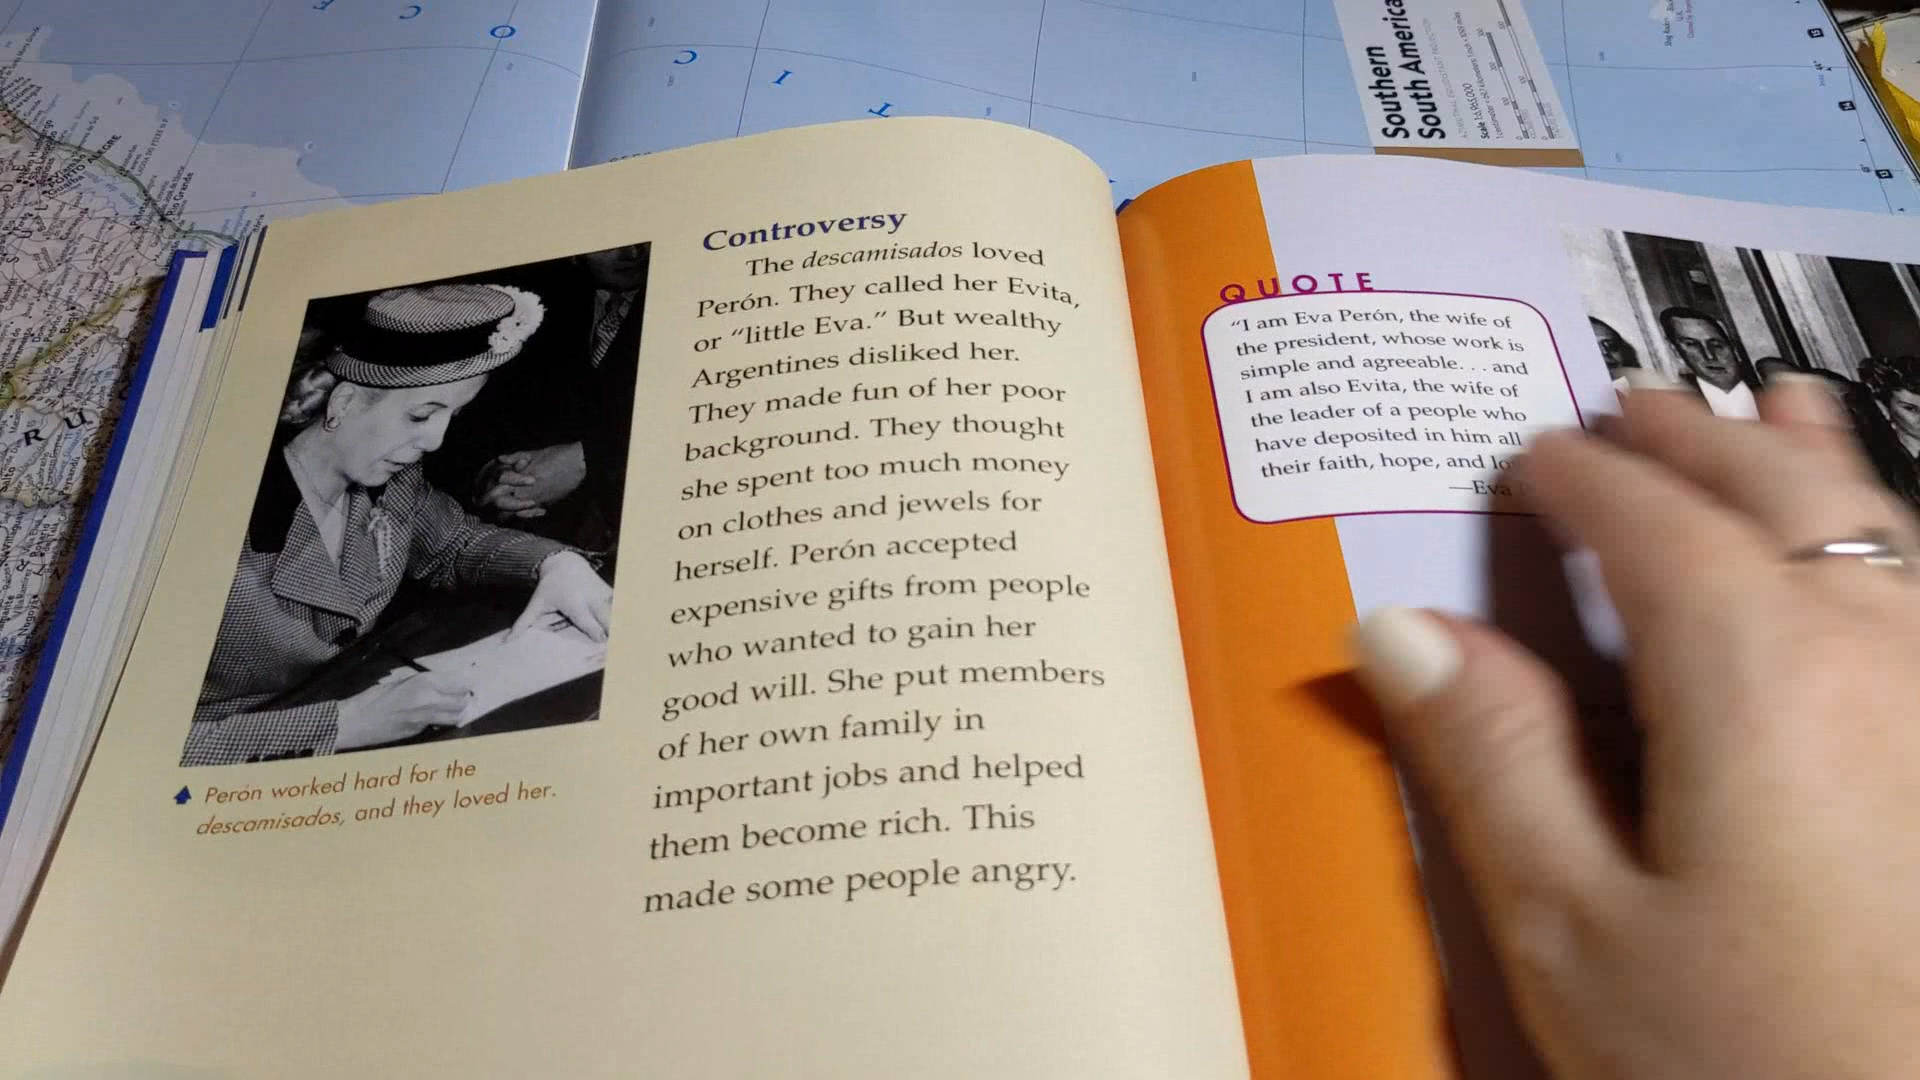 Controversy
The descamisados loved
Perón. They called her Evita,
or “little Eva.” But wealthy
Argentines disliked her.
They made fun of her poor
background. They thought
she spent too much money
on clothes and jewels for
herself. Perón accepted
expensive gifts from people
who wanted to gain her
good will. She put members
of her own family in
important jobs and helped
them become rich. This
made some people angry.
Perón worked hard for the
descamisados, and they loved her.
QUOTE
“I am Eva Perón, the wife of
the president, whose work is
simple and agreeable. . . and
I am also Evita, the wife of
the leader of a people who
have deposited in him all
their faith, hope, and
—Eva
Southern
South America
PORTO ALEGRE